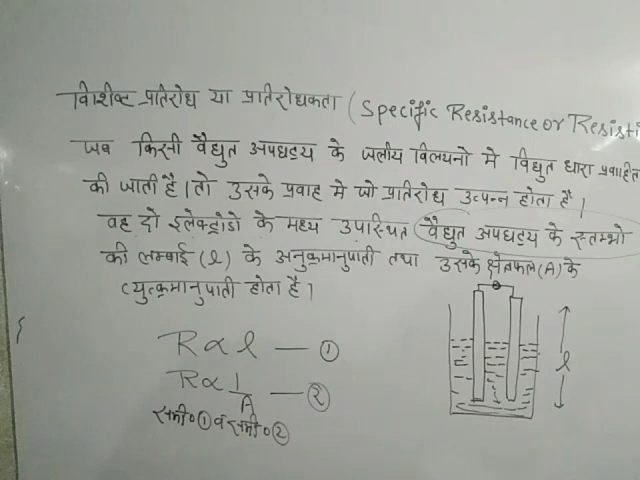 विशिष्ट प्रतिरोध या प्रतिरोधकता (Specific Resistance or Resisti
जब किसी वैद्युत अपघट्य के जलीय विलयनो मे विद्युत धारा प्रवाहित
की जाती है। तो उसके प्रवाह मे जो प्रतिरोध उत्पन्न होता है।
वह दो इलेक्ट्रोडो के मध्य उपस्थित वैद्युत अपघट्य के स्तम्भो
की लम्बाई (l) के अनुक्रमानुपाती तथा उसके क्षेत्रफल (A) के
व्युत्क्रमानुपाती होता है।
R ∝ l — ①
R ∝ 1/A — ②
समी० ① व समी० ②
l